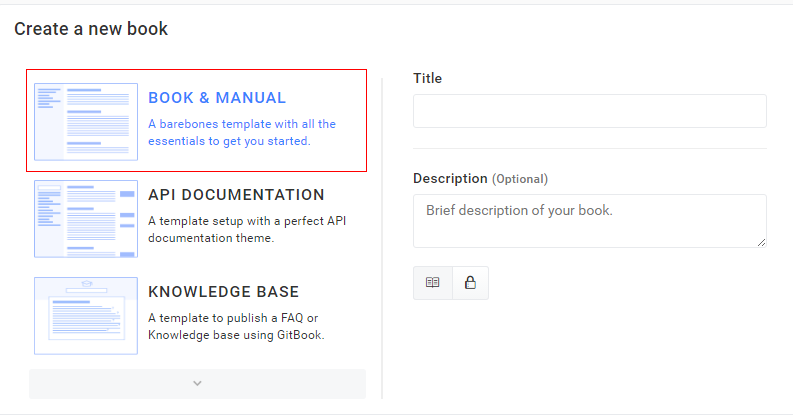 Create a new book
BOOK & MANUAL
A barebones template with all the
essentials to get you started.
API DOCUMENTATION
A template setup with a perfect API
documentation theme.
KNOWLEDGE BASE
A template to publish a FAQ or
Knowledge base using GitBook.
Title
Description (Optional)
Brief description of your book.